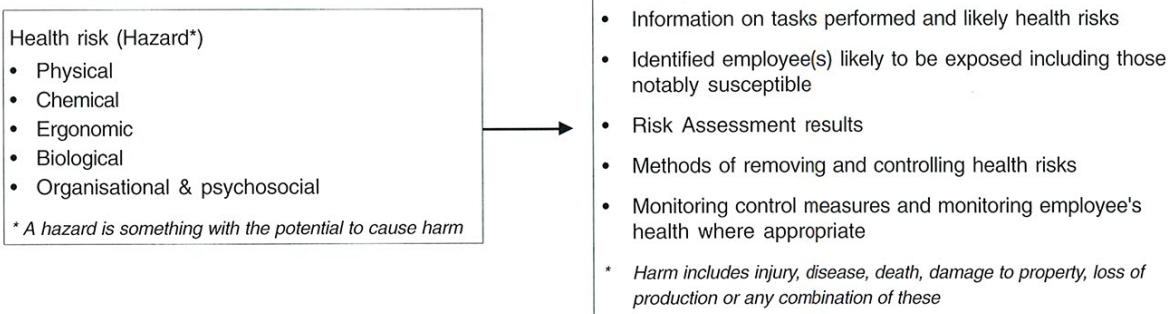 Health risk (Hazard*)
• Physical
• Chemical
• Ergonomic
• Biological
• Organisational & psychosocial
* A hazard is something with the potential to cause harm
• Information on tasks performed and likely health risks
• Identified employee(s) likely to be exposed including those
notably susceptible
• Risk Assessment results
• Methods of removing and controlling health risks
• Monitoring control measures and monitoring employee's
health where appropriate
* Harm includes injury, disease, death, damage to property, loss of
production or any combination of these